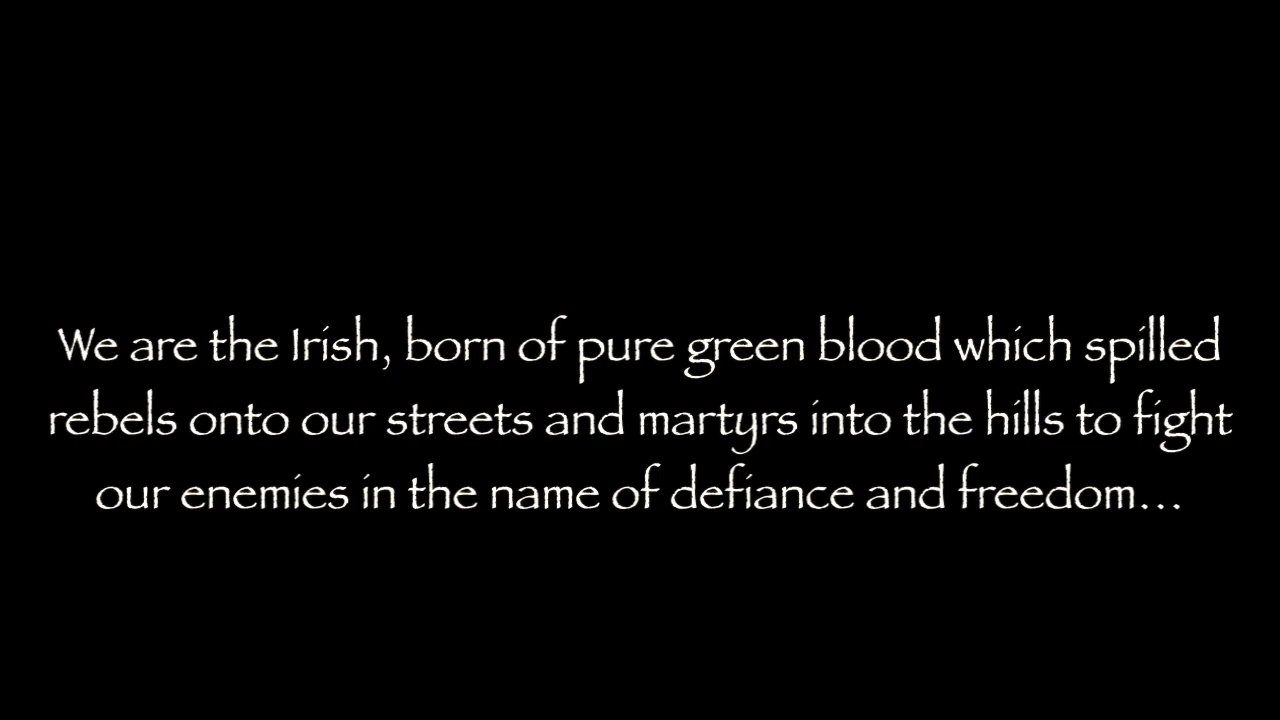 We are the Irish, born of pure green blood which spilled
rebels onto our streets and martyrs into the hills to fight
our enemies in the name of defiance and freedom...